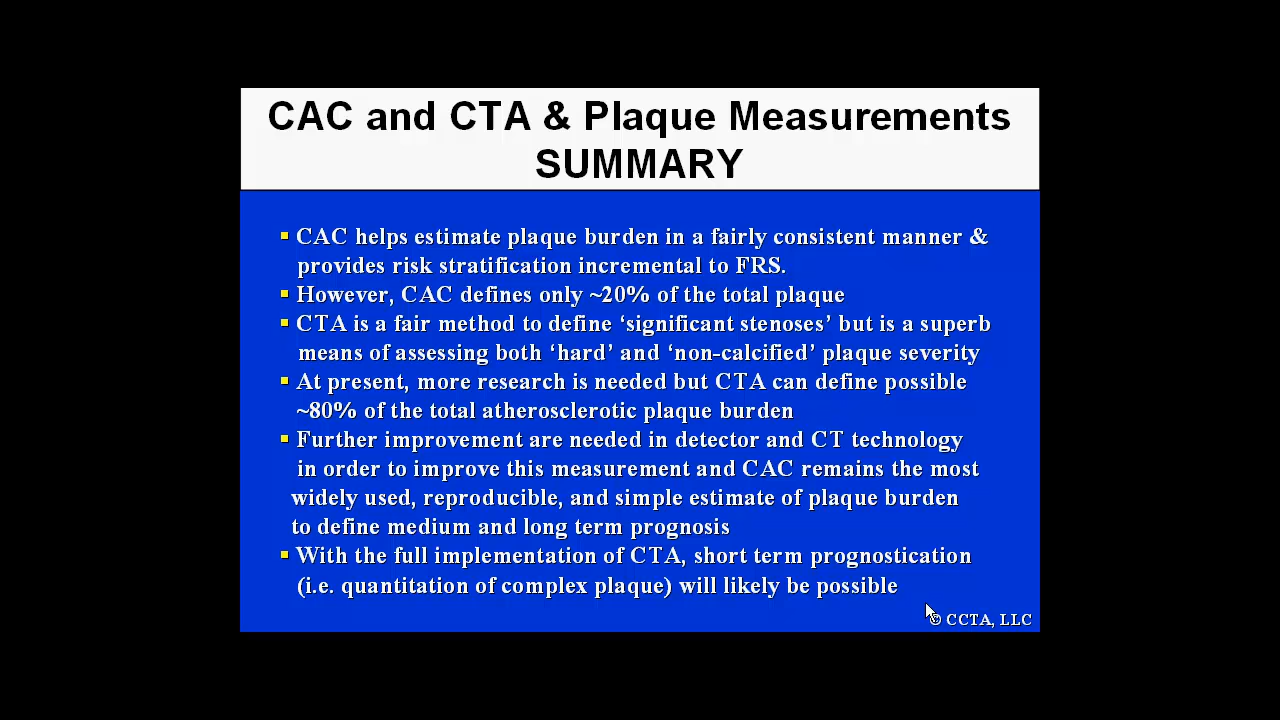 CAC and CTA & Plaque Measurements
SUMMARY
▪ CAC helps estimate plaque burden in a fairly consistent manner &
provides risk stratification incremental to FRS.
▪ However, CAC defines only ~20% of the total plaque
▪ CTA is a fair method to define ‘significant stenoses’ but is a superb
means of assessing both ‘hard’ and ‘non-calcified’ plaque severity
▪ At present, more research is needed but CTA can define possible
~80% of the total atherosclerotic plaque burden
▪ Further improvement are needed in detector and CT technology
in order to improve this measurement and CAC remains the most
widely used, reproducible, and simple estimate of plaque burden
to define medium and long term prognosis
▪ With the full implementation of CTA, short term prognostication
(i.e. quantitation of complex plaque) will likely be possible
© CCTA, LLC